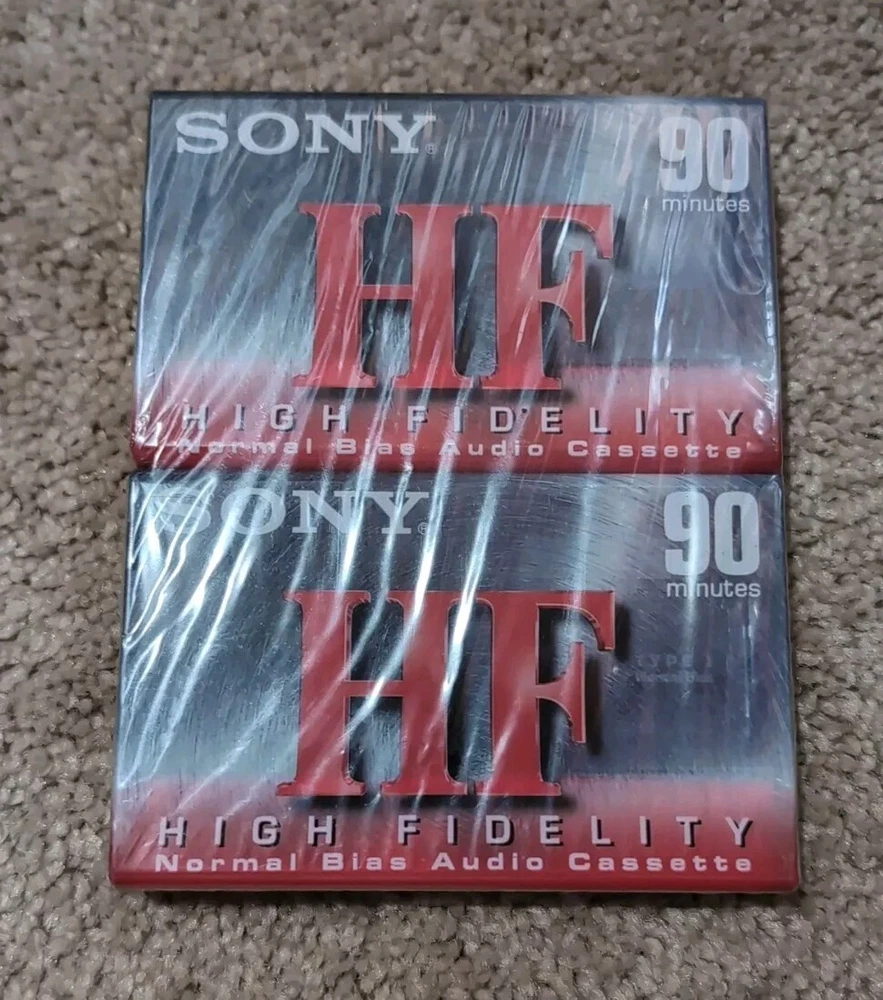 SONY®
90
minutes
HF
HIGH FIDELITY
Normal Bias Audio Cassette
SONY®
90
minutes
HF
TYPE I
HIGH FIDELITY
Normal Bias Audio Cassette